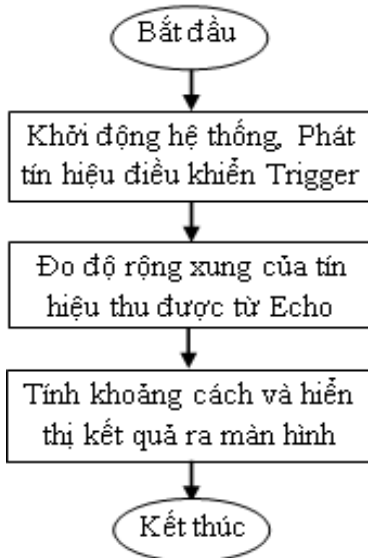 Bắt đầu
Khởi động hệ thống, Phát
tín hiệu điều khiển Trigger
Đo độ rộng xung của tín
hiệu thu được từ Echo
Tính khoảng cách và hiển
thị kết quả ra màn hình
Kết thúc